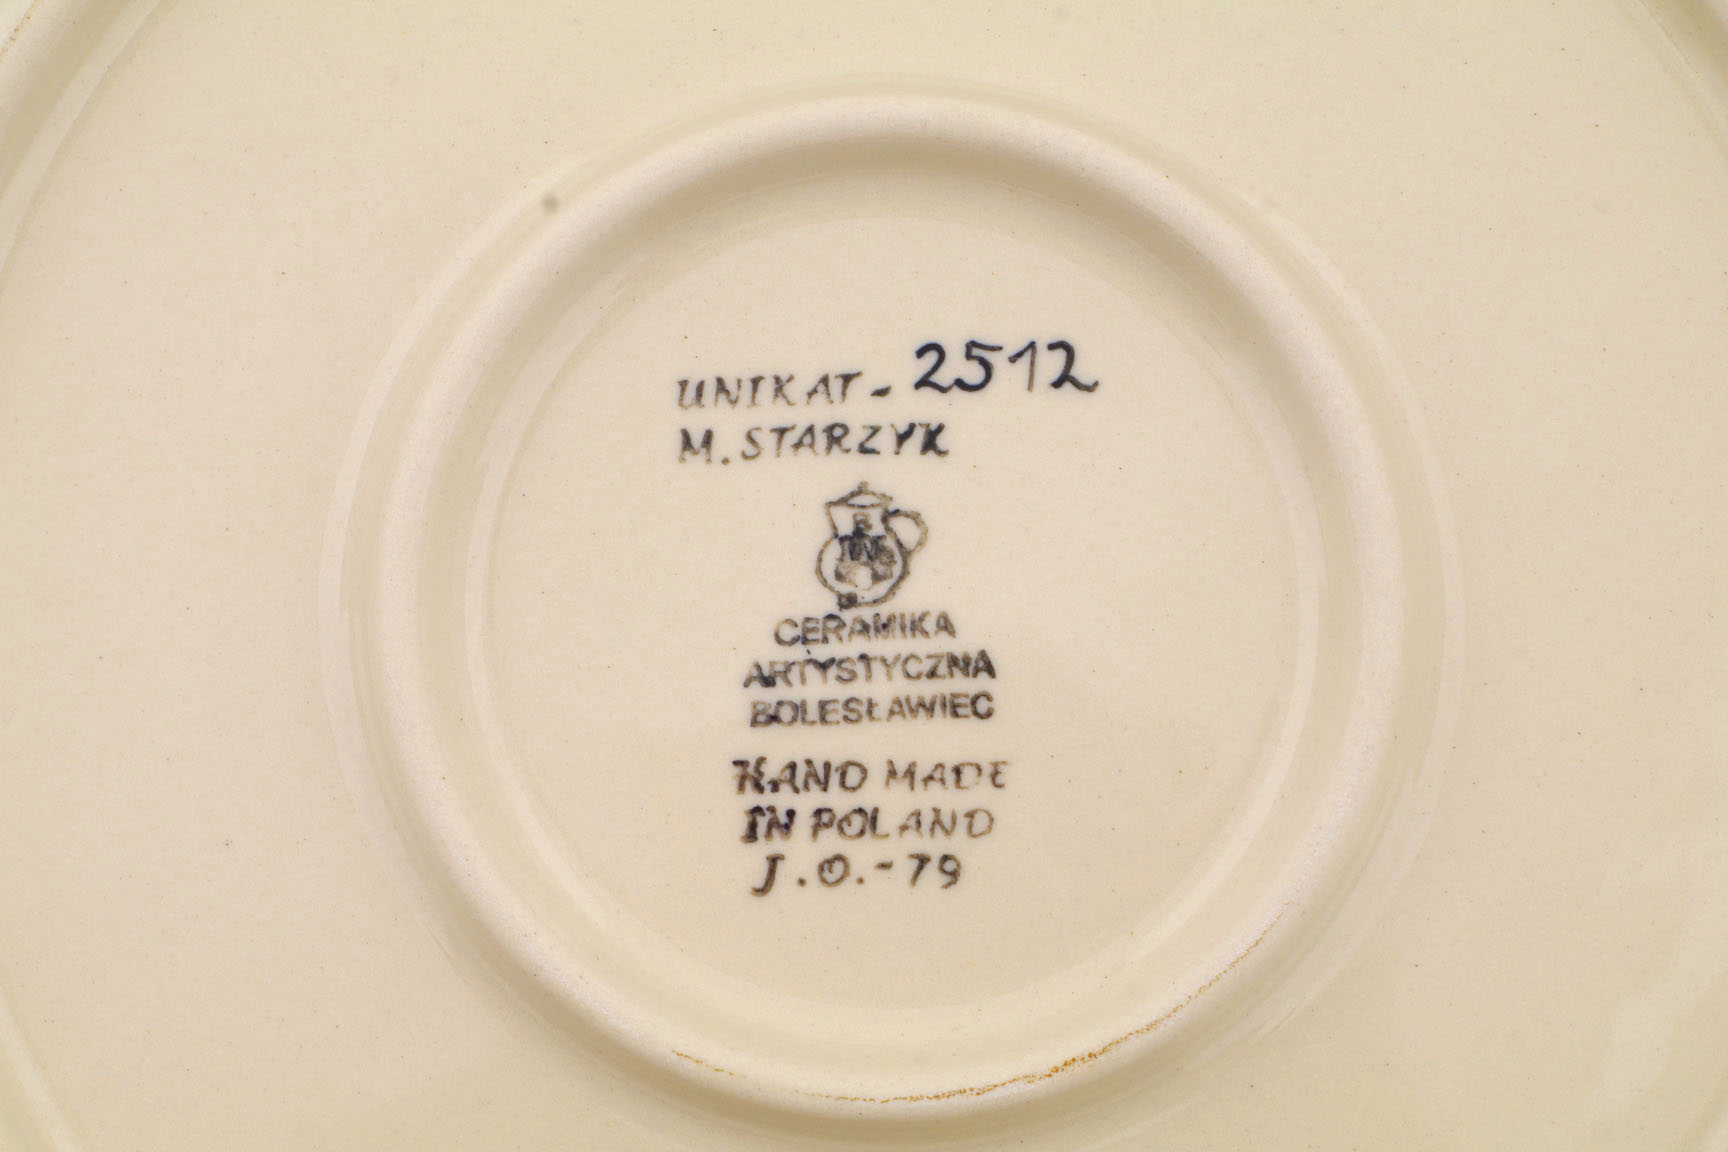 UNIKAT - 2512
M. STARZYK
B
CERAMIKA
ARTYSTYCZNA
BOLESŁAWIEC
HAND MADE
IN POLAND
J.O.-79